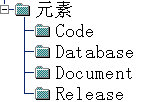 元素
Code
Database
Document
Release